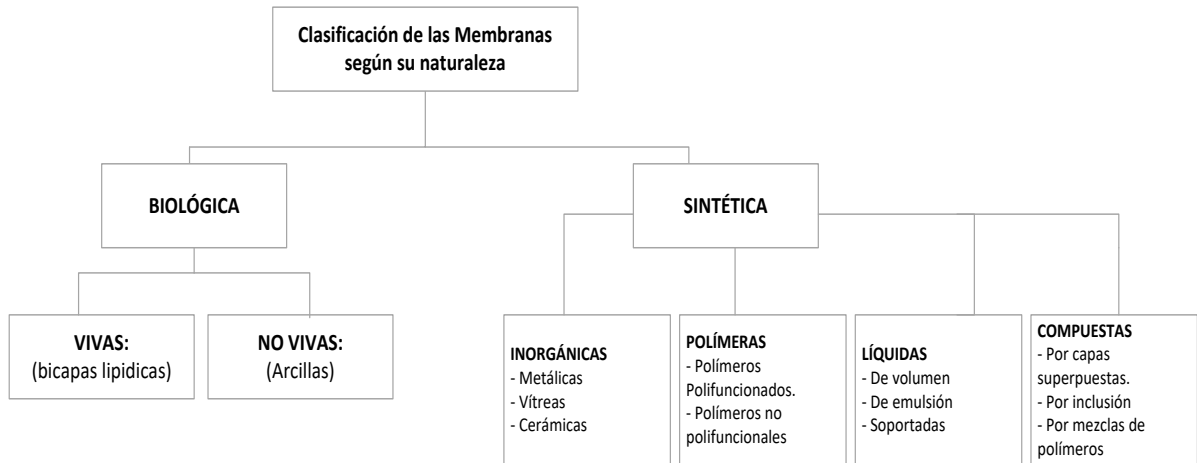 Clasificación de las Membranas
según su naturaleza
BIOLÓGICA
SINTÉTICA
VIVAS:
(bicapas lipidicas)
NO VIVAS:
(Arcillas)
INORGÁNICAS
- Metálicas
- Vítreas
- Cerámicas
POLÍMERAS
- Polímeros
Polifuncionados.
- Polímeros no
polifuncionales
LÍQUIDAS
- De volumen
- De emulsión
- Soportadas
COMPUESTAS
- Por capas
superpuestas.
- Por inclusión
- Por mezclas de
polímeros